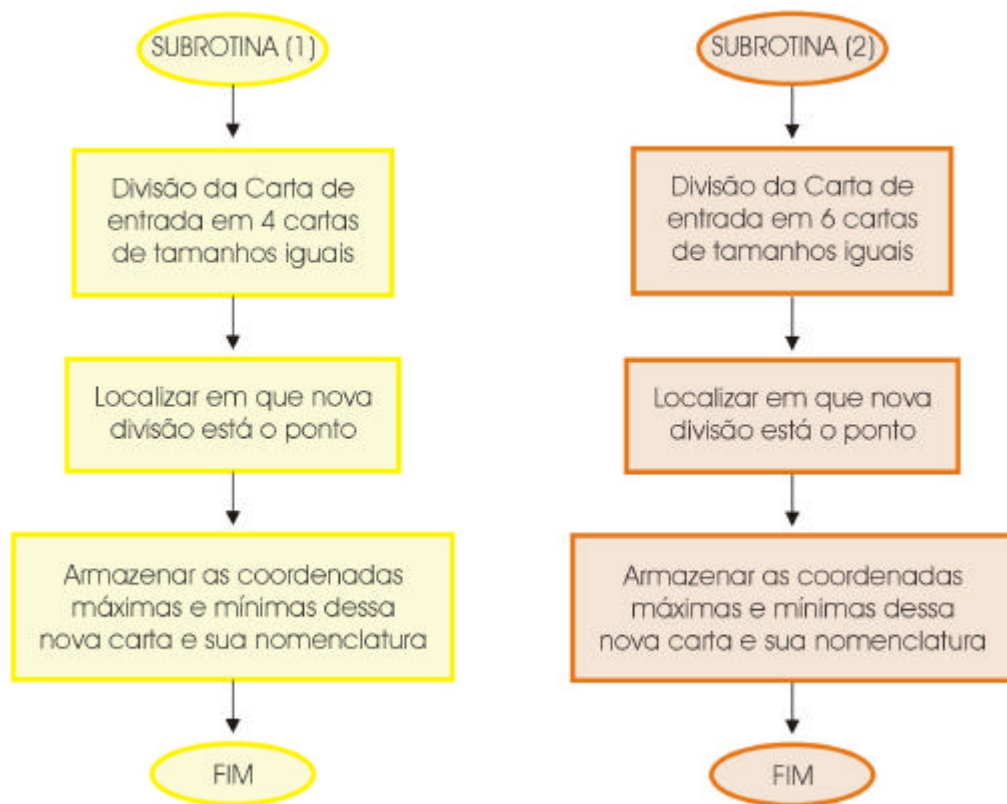 SUBROTINA (1)
Divisão da Carta de
entrada em 4 cartas
de tamanhos iguais
Localizar em que nova
divisão está o ponto
Armazenar as coordenadas
máximas e mínimas dessa
nova carta e sua nomenclatura
FIM
SUBROTINA (2)
Divisão da Carta de
entrada em 6 cartas
de tamanhos iguais
Localizar em que nova
divisão está o ponto
Armazenar as coordenadas
máximas e mínimas dessa
nova carta e sua nomenclatura
FIM